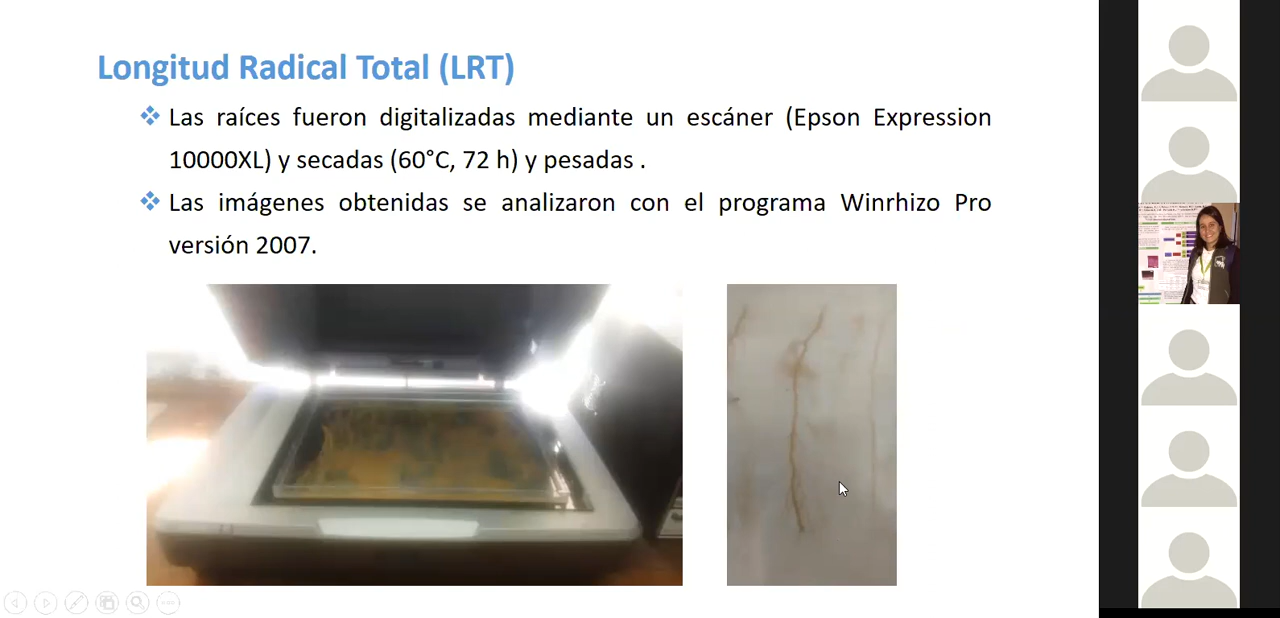 Longitud Radical Total (LRT)
Las raíces fueron digitalizadas mediante un escáner (Epson Expression
10000XL) y secadas (60°C, 72 h) y pesadas .
Las imágenes obtenidas se analizaron con el programa Winrhizo Pro
versión 2007.